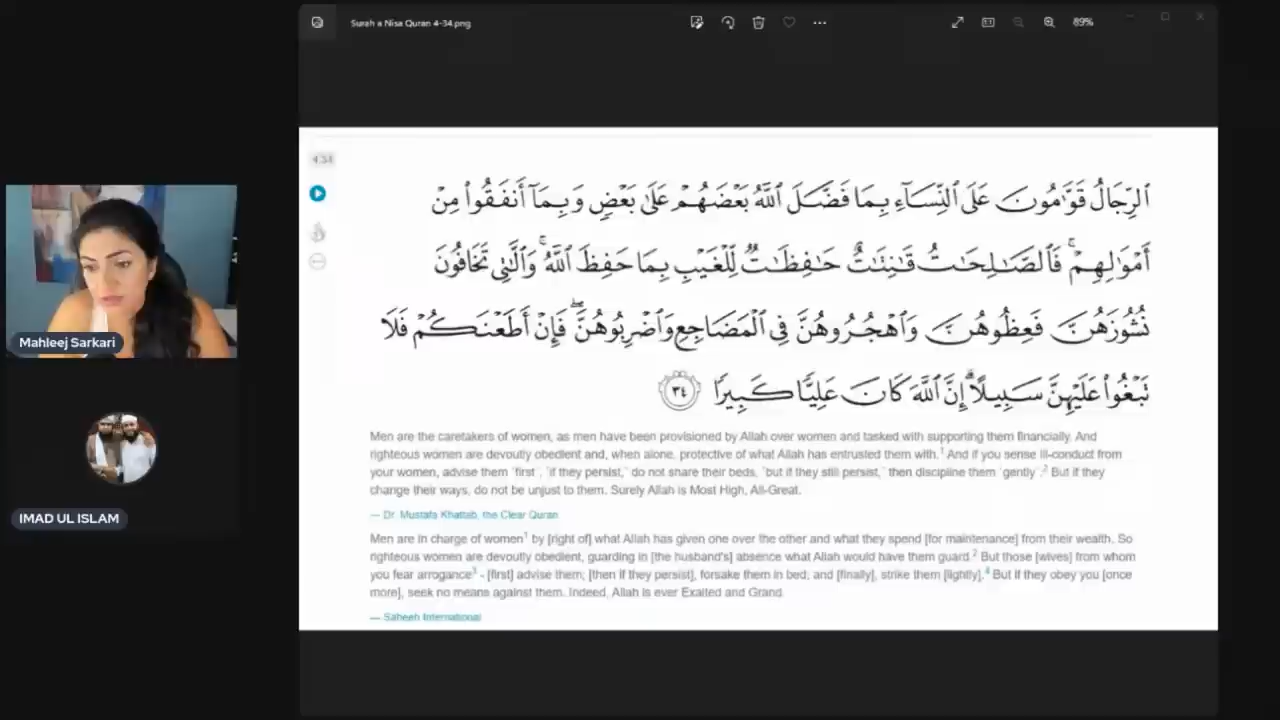 Surah a Nisa Quran 4-34.png
89%
4:34
ٱلرِّجَالُ قَوَّٰمُونَ عَلَى ٱلنِّسَآءِ بِمَا فَضَّلَ ٱللَّهُ بَعْضَهُمْ عَلَىٰ بَعْضٍ وَبِمَآ أَنفَقُوا۟ مِنْ
أَمْوَٰلِهِمْ ۚ فَٱلصَّـٰلِحَـٰتُ قَـٰنِتَـٰتٌ حَـٰفِظَـٰتٌ لِّلْغَيْبِ بِمَا حَفِظَ ٱللَّهُ ۚ وَٱلَّـٰتِى تَخَافُونَ
نُشُوزَهُنَّ فَعِظُوهُنَّ وَٱهْجُرُوهُنَّ فِى ٱلْمَضَاجِعِ وَٱضْرِبُوهُنَّ ۖ فَإِنْ أَطَعْنَكُمْ فَلَا
تَبْغُوا۟ عَلَيْهِنَّ سَبِيلًا ۗ إِنَّ ٱللَّهَ كَانَ عَلِيًّا كَبِيرًا ٣٤
Men are the caretakers of women, as men have been provisioned by Allah over women and tasked with supporting them financially. And
righteous women are devoutly obedient and, when alone, protective of what Allah has entrusted them with.1 And if you sense ill-conduct from
your women, advise them ˹first˺, ˹if they persist,˺ do not share their beds, ˹but if they still persist,˺ then discipline them ˹gently˺.2 But if they
change their ways, do not be unjust to them. Surely Allah is Most High, All-Great.
— Dr. Mustafa Khattab, the Clear Quran
Men are in charge of women1 by [right of] what Allah has given one over the other and what they spend [for maintenance] from their wealth. So
righteous women are devoutly obedient, guarding in [the husband's] absence what Allah would have them guard.2 But those [wives] from whom
you fear arrogance3 - [first] advise them; [then if they persist], forsake them in bed; and [finally], strike them [lightly].4 But if they obey you [once
more], seek no means against them. Indeed, Allah is ever Exalted and Grand.
— Saheeh International
Mahleej Sarkari
IMAD UL ISLAM